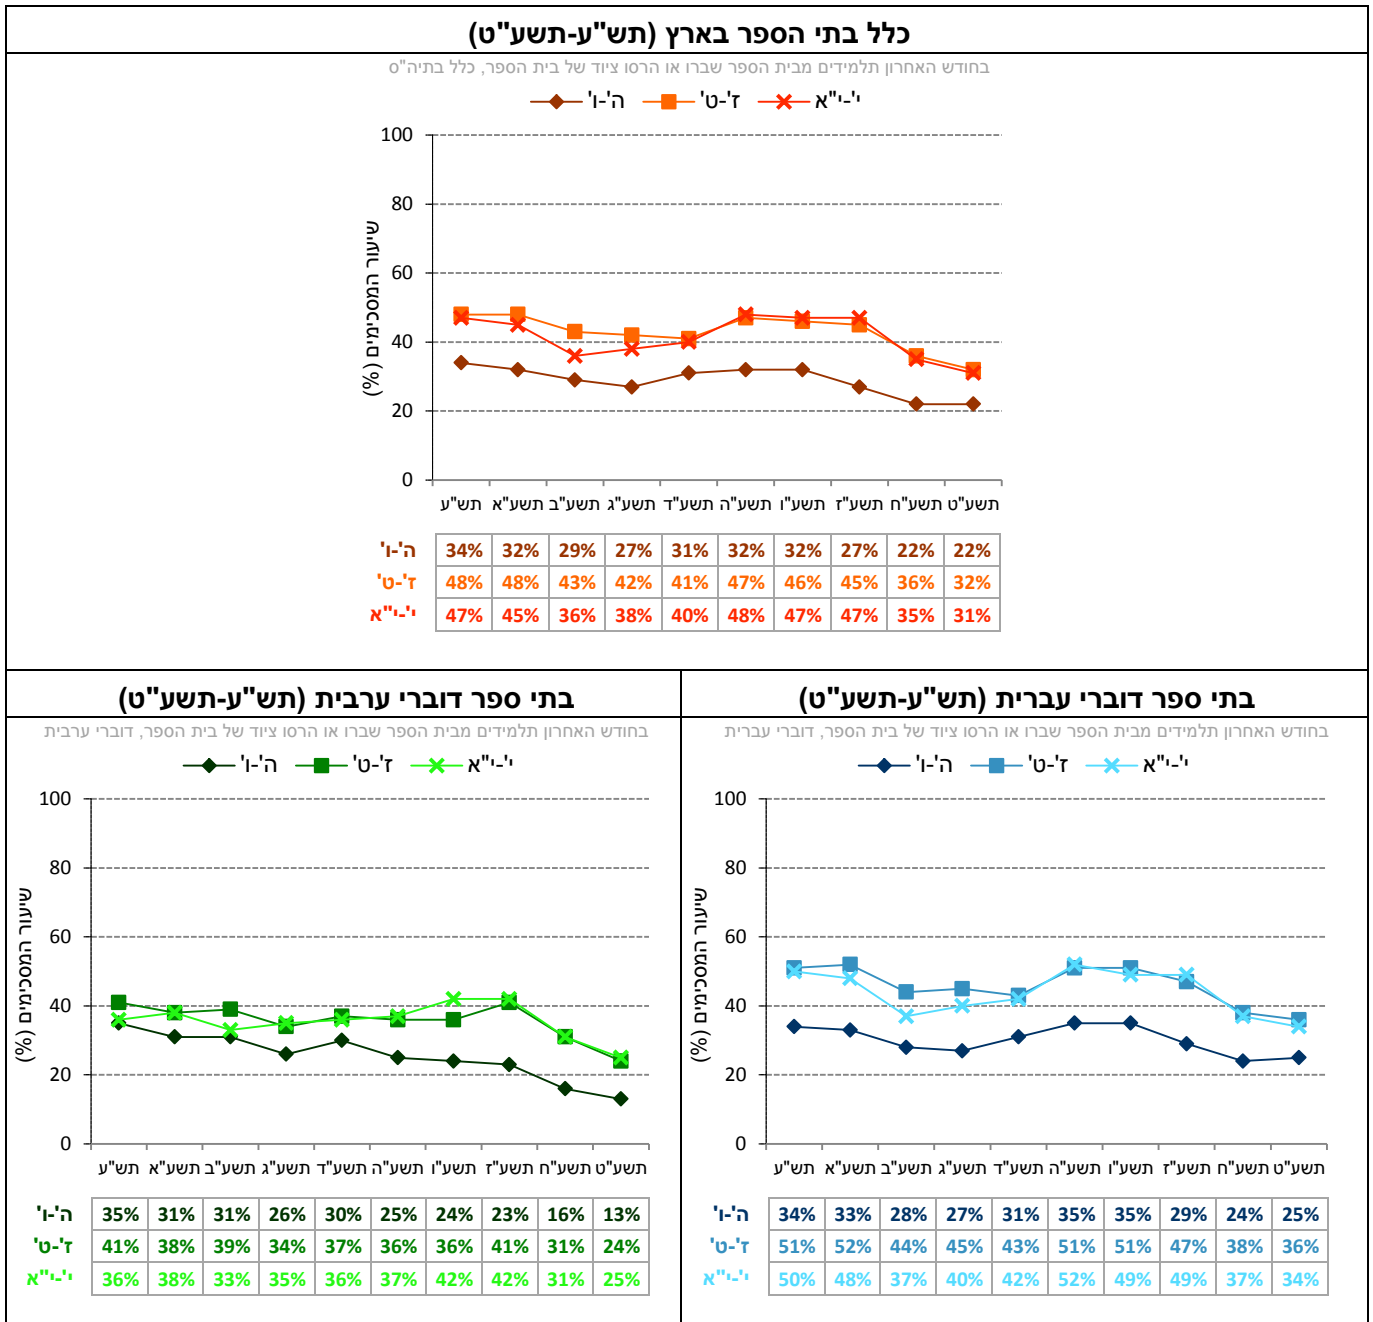 כלל בתי הספר בארץ (תש"ע-תשע"ט)
בחודש האחרון תלמידים מבית הספר שברו או הרסו ציוד של בית הספר, כלל בתיה"ס
ה'-ו' ז'-ט' י'-י"א
שיעור המסכימים (%)
100
80
60
40
20
0
תש"ע תשע"א תשע"ב תשע"ג תשע"ד תשע"ה תשע"ו תשע"ז תשע"ח תשע"ט
ה'-ו' 34% 32% 29% 27% 31% 32% 32% 27% 22% 22%
ז'-ט' 48% 48% 43% 42% 41% 47% 46% 45% 36% 32%
י'-י"א 47% 45% 36% 38% 40% 48% 47% 47% 35% 31%
בתי ספר דוברי עברית (תש"ע-תשע"ט)
בחודש האחרון תלמידים מבית הספר שברו או הרסו ציוד של בית הספר, דוברי עברית
ה'-ו' ז'-ט' י'-י"א
שיעור המסכימים (%)
100
80
60
40
20
0
תש"ע תשע"א תשע"ב תשע"ג תשע"ד תשע"ה תשע"ו תשע"ז תשע"ח תשע"ט
ה'-ו' 34% 33% 28% 27% 31% 35% 35% 29% 24% 25%
ז'-ט' 51% 52% 44% 45% 43% 51% 51% 47% 38% 36%
י'-י"א 50% 48% 37% 40% 42% 52% 49% 49% 37% 34%
בתי ספר דוברי ערבית (תש"ע-תשע"ט)
בחודש האחרון תלמידים מבית הספר שברו או הרסו ציוד של בית הספר, דוברי ערבית
ה'-ו' ז'-ט' י'-י"א
שיעור המסכימים (%)
100
80
60
40
20
0
תש"ע תשע"א תשע"ב תשע"ג תשע"ד תשע"ה תשע"ו תשע"ז תשע"ח תשע"ט
ה'-ו' 35% 31% 31% 26% 30% 25% 24% 23% 16% 13%
ז'-ט' 41% 38% 39% 34% 37% 36% 36% 41% 31% 24%
י'-י"א 36% 38% 33% 35% 36% 37% 42% 42% 31% 25%